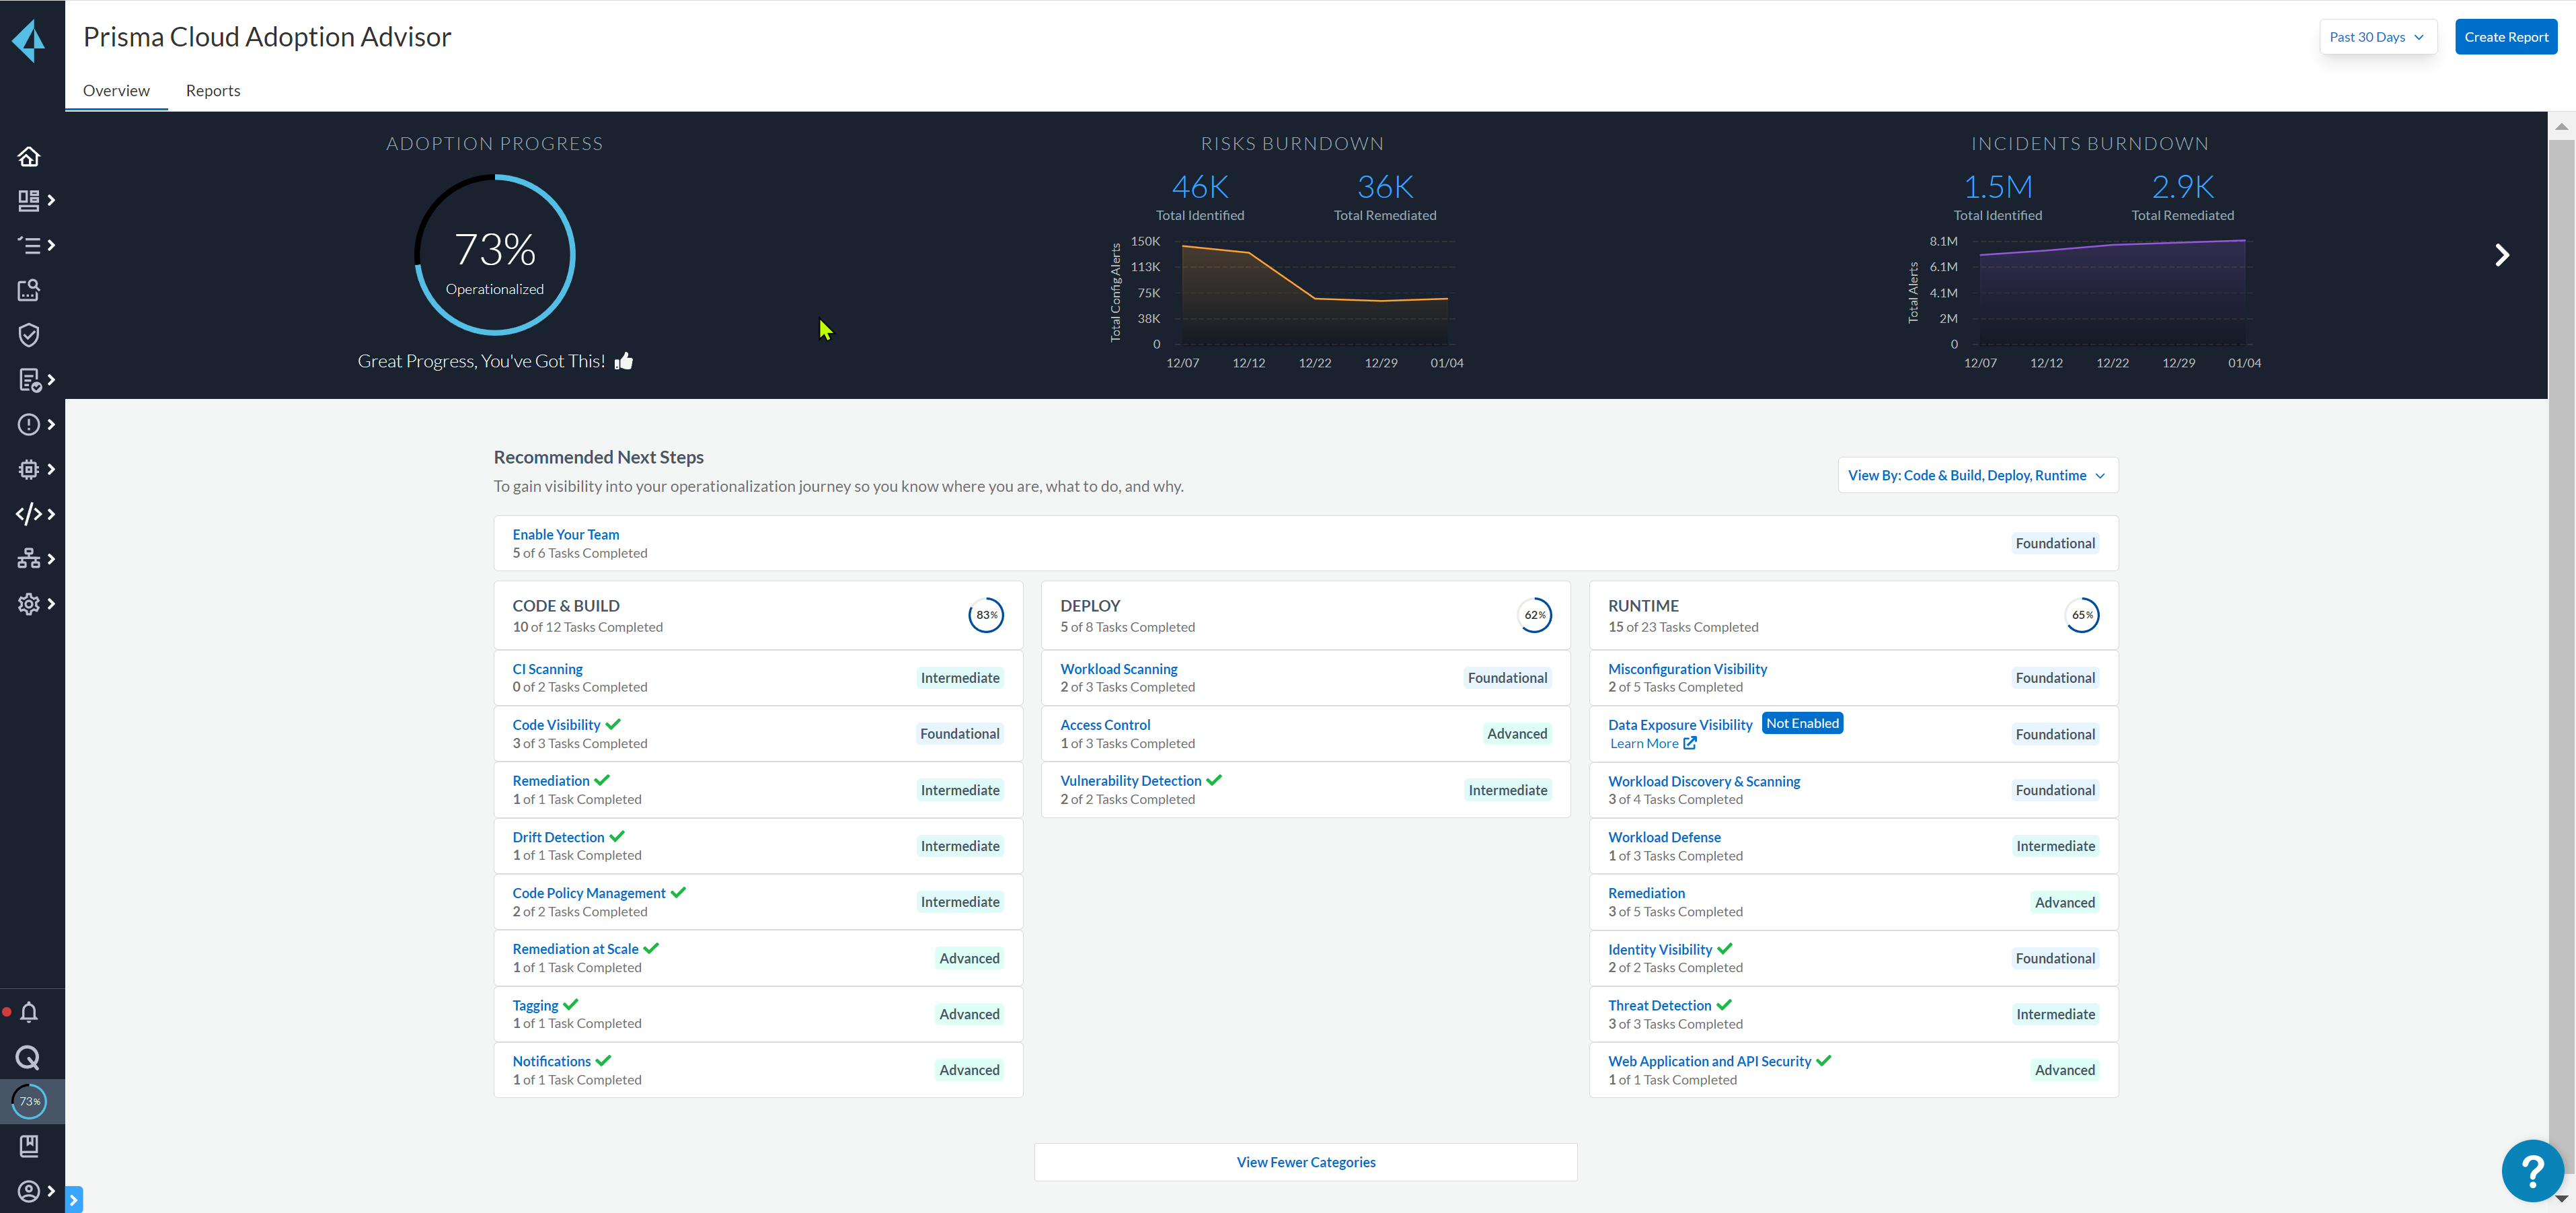 Prisma Cloud Adoption Advisor
Past 30 Days
Create Report
Overview
Reports
ADOPTION PROGRESS
73%
Operationalized
Great Progress, You've Got This!
RISKS BURNDOWN
46K
36K
Total Identified
Total Remediated
Total Config Alerts
150K
113K
75K
38K
0
12/07
12/12
12/22
12/29
01/04
INCIDENTS BURNDOWN
1.5M
2.9K
Total Identified
Total Remediated
Total Alerts
8.1M
6.1M
4.1M
2M
0
12/07
12/12
12/22
12/29
01/04
Recommended Next Steps
To gain visibility into your operationalization journey so you know where you are, what to do, and why.
View By: Code & Build, Deploy, Runtime
Enable Your Team
5 of 6 Tasks Completed
Foundational
CODE & BUILD
10 of 12 Tasks Completed
83%
CI Scanning
0 of 2 Tasks Completed
Intermediate
Code Visibility
3 of 3 Tasks Completed
Foundational
Remediation
1 of 1 Task Completed
Intermediate
Drift Detection
1 of 1 Task Completed
Intermediate
Code Policy Management
2 of 2 Tasks Completed
Intermediate
Remediation at Scale
1 of 1 Task Completed
Advanced
Tagging
1 of 1 Task Completed
Advanced
Notifications
1 of 1 Task Completed
Advanced
DEPLOY
5 of 8 Tasks Completed
62%
Workload Scanning
2 of 3 Tasks Completed
Foundational
Access Control
1 of 3 Tasks Completed
Advanced
Vulnerability Detection
2 of 2 Tasks Completed
Intermediate
RUNTIME
15 of 23 Tasks Completed
65%
Misconfiguration Visibility
2 of 5 Tasks Completed
Foundational
Data Exposure Visibility
Not Enabled
Learn More
Foundational
Workload Discovery & Scanning
3 of 4 Tasks Completed
Foundational
Workload Defense
1 of 3 Tasks Completed
Intermediate
Remediation
3 of 5 Tasks Completed
Advanced
Identity Visibility
2 of 2 Tasks Completed
Foundational
Threat Detection
3 of 3 Tasks Completed
Intermediate
Web Application and API Security
1 of 1 Task Completed
Advanced
View Fewer Categories
73%
?